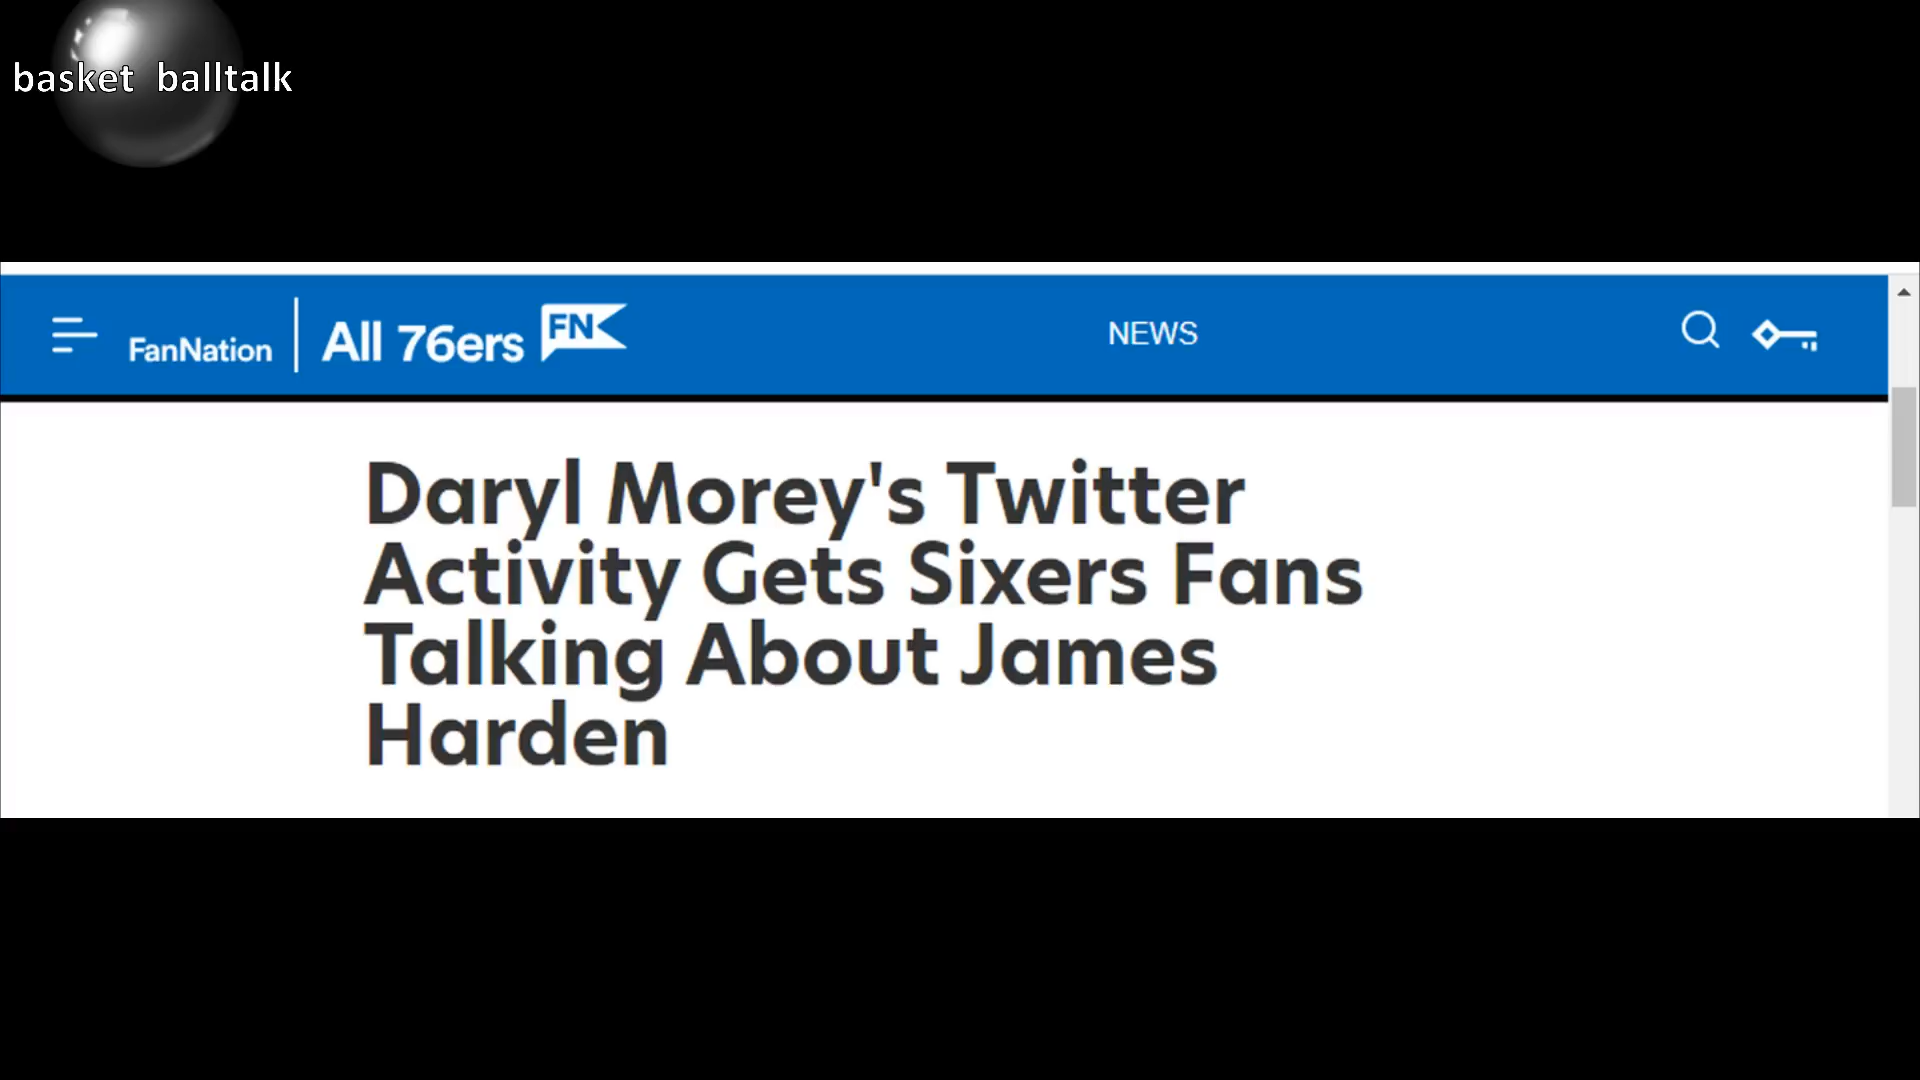 basket balltalk
FanNation All 76ers FN NEWS
Daryl Morey's Twitter
Activity Gets Sixers Fans
Talking About James
Harden